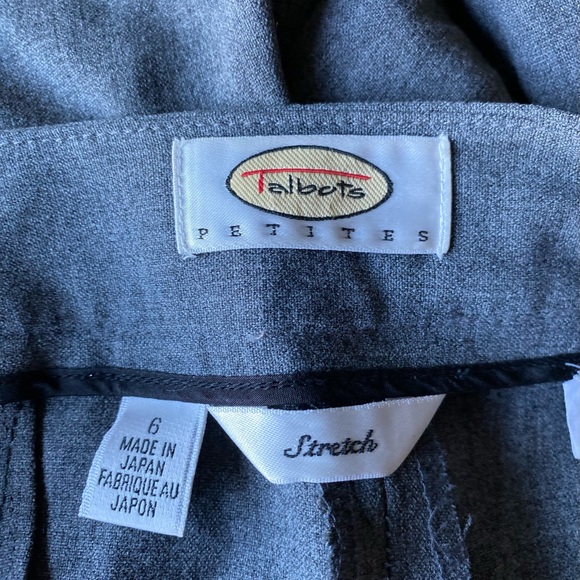 Talbots
PETITES
6
MADE IN
JAPAN
FABRIQUE AU
JAPON
Stretch